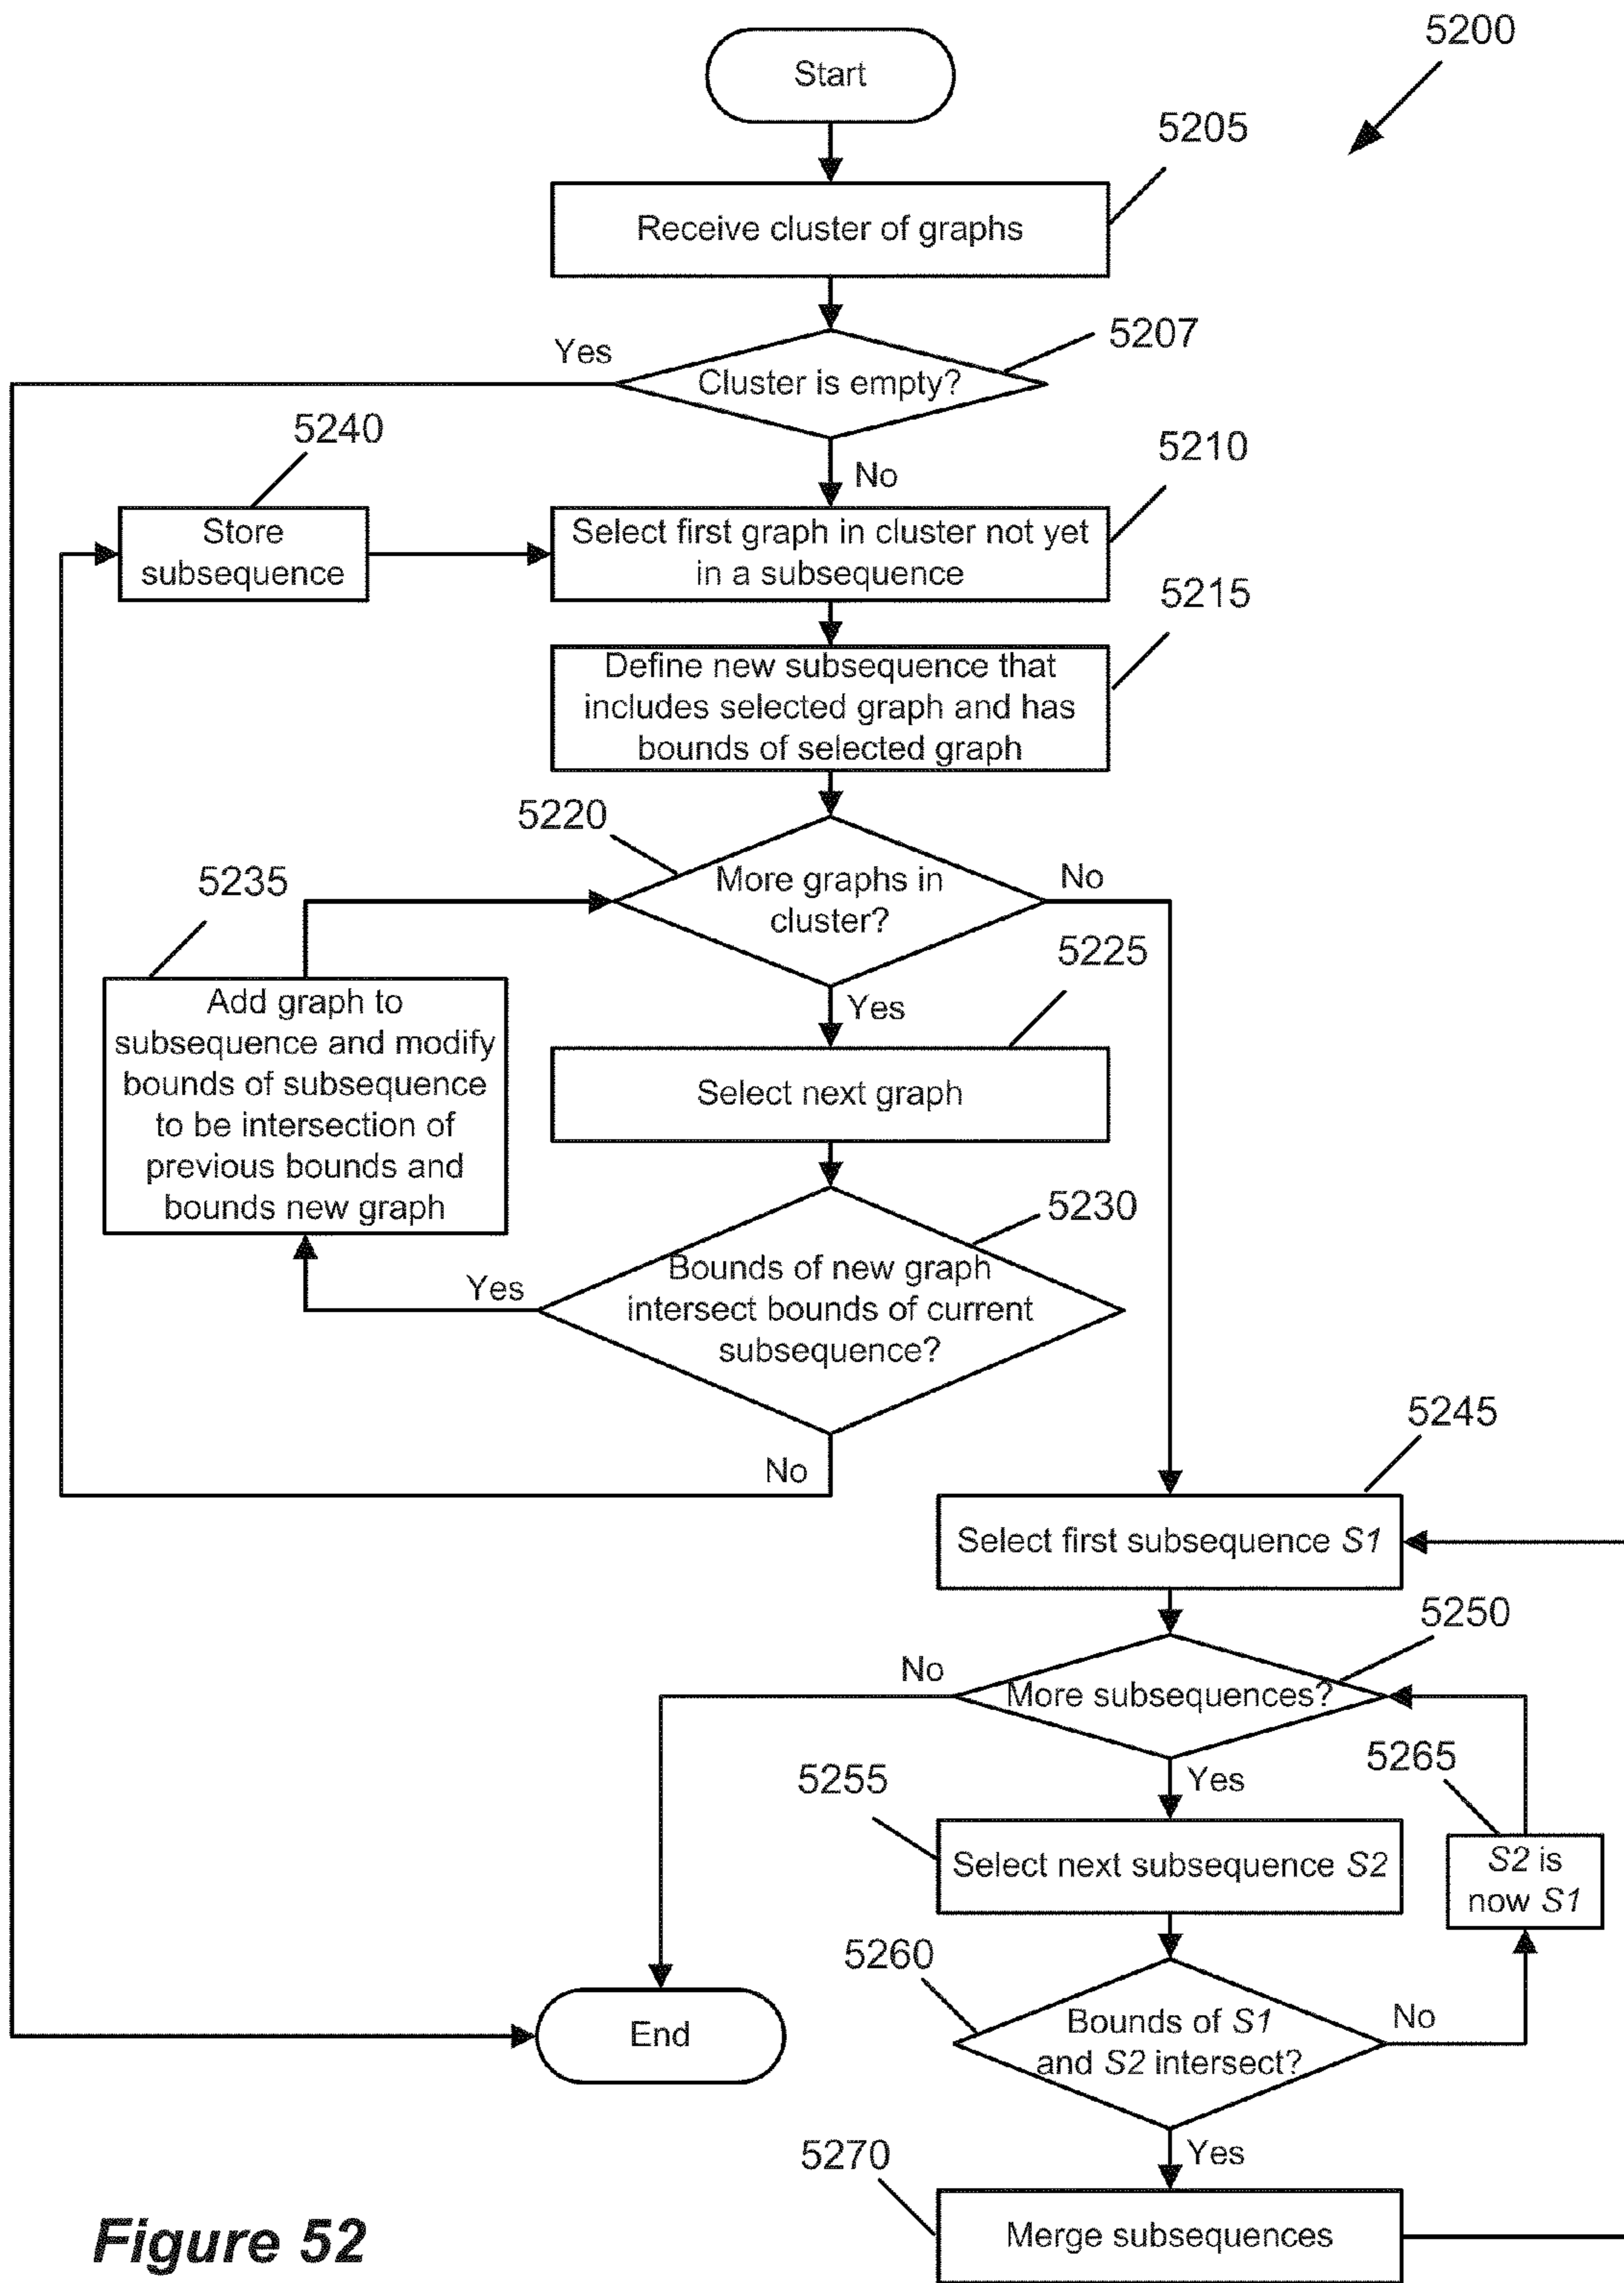 5200
Start
5205
Receive cluster of graphs
5207
Yes
Cluster is empty?
5240
No
5210
Store
subsequence
Select first graph in cluster not yet
in a subsequence
5215
Define new subsequence that
includes selected graph and has
bounds of selected graph
5220
More graphs in
cluster?
No
5235
5225
Yes
Add graph to
subsequence and modify
bounds of subsequence
to be intersection of
previous bounds and
bounds new graph
Select next graph
5230
Bounds of new graph
intersect bounds of current
subsequence?
Yes
No
5245
Select first subsequence S1
5250
No
More subsequences?
5265
5255
Yes
Select next subsequence S2
S2 is
now S1
5260
Bounds of S1
and S2 intersect?
No
End
Yes
5270
Merge subsequences
Figure 52